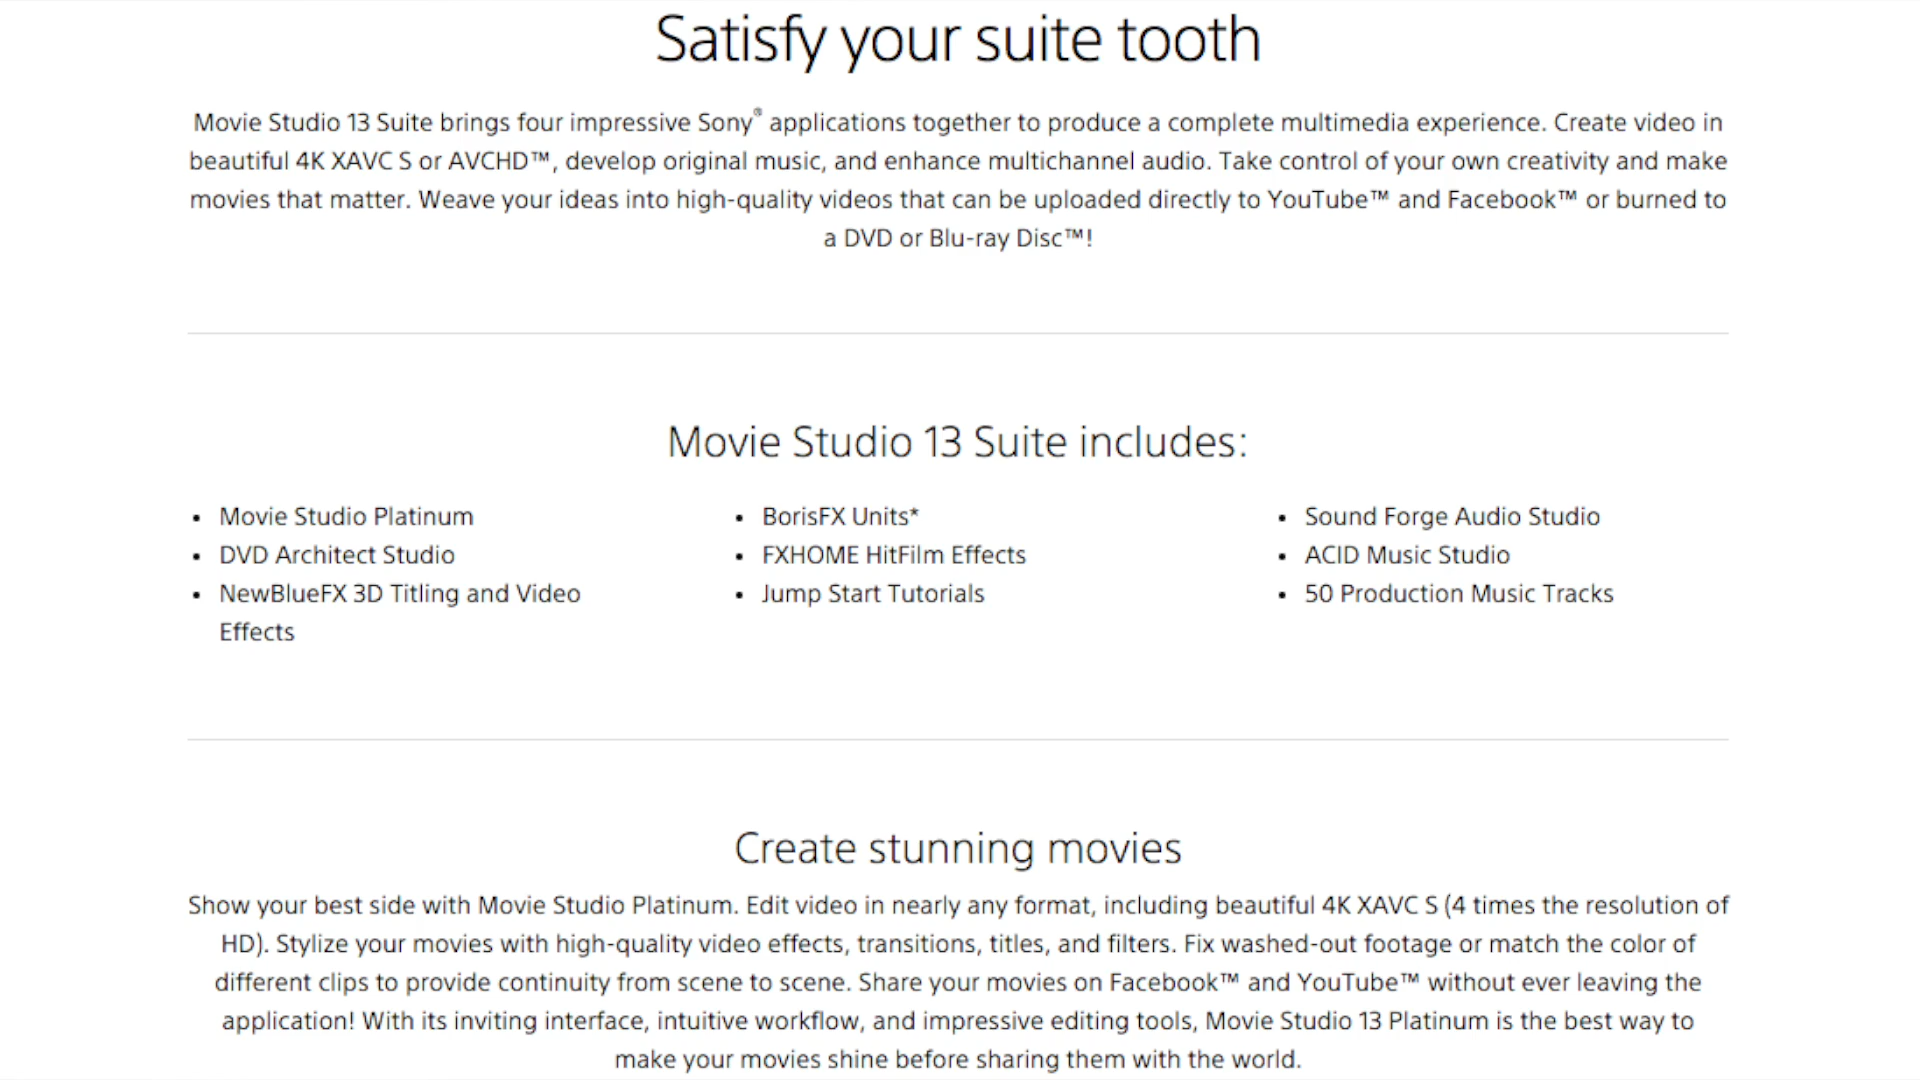 Satisfy your suite tooth
Movie Studio 13 Suite brings four impressive Sony® applications together to produce a complete multimedia experience. Create video in
beautiful 4K XAVC S or AVCHD™, develop original music, and enhance multichannel audio. Take control of your own creativity and make
movies that matter. Weave your ideas into high-quality videos that can be uploaded directly to YouTube™ and Facebook™ or burned to
a DVD or Blu-ray Disc™!
Movie Studio 13 Suite includes:
• Movie Studio Platinum
• DVD Architect Studio
• NewBlueFX 3D Titling and Video
Effects
• BorisFX Units*
• FXHOME HitFilm Effects
• Jump Start Tutorials
• Sound Forge Audio Studio
• ACID Music Studio
• 50 Production Music Tracks
Create stunning movies
Show your best side with Movie Studio Platinum. Edit video in nearly any format, including beautiful 4K XAVC S (4 times the resolution of
HD). Stylize your movies with high-quality video effects, transitions, titles, and filters. Fix washed-out footage or match the color of
different clips to provide continuity from scene to scene. Share your movies on Facebook™ and YouTube™ without ever leaving the
application! With its inviting interface, intuitive workflow, and impressive editing tools, Movie Studio 13 Platinum is the best way to
make your movies shine before sharing them with the world.